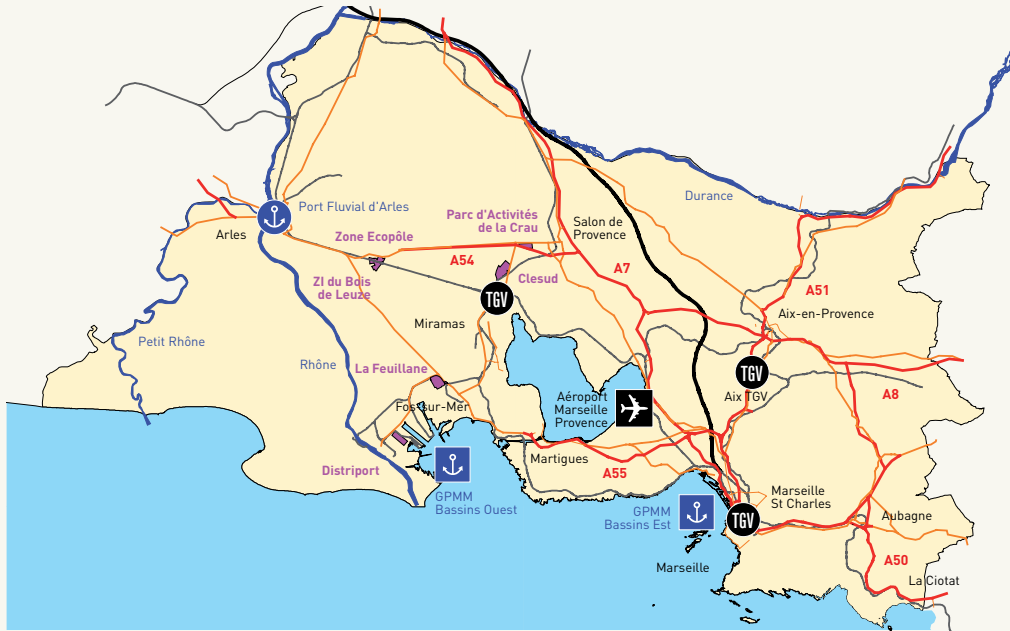 Durance
Port Fluvial d'Arles
Parc d'Activités
de la Crau
Salon de
Provence
Arles
Zone Ecopôle
A54
A7
Clesud
ZI du Bois
de Leuze
A51
TGV
Miramas
Aix-en-Provence
Petit Rhône
Rhône
La Feuillane
TGV
Aix TGV
A8
Aéroport
Marseille
Provence
Fos-sur-Mer
Martigues
Distriport
A55
GPMM
Bassins Ouest
Marseille
St Charles
GPMM
Bassins Est
TGV
Aubagne
Marseille
A50
La Ciotat